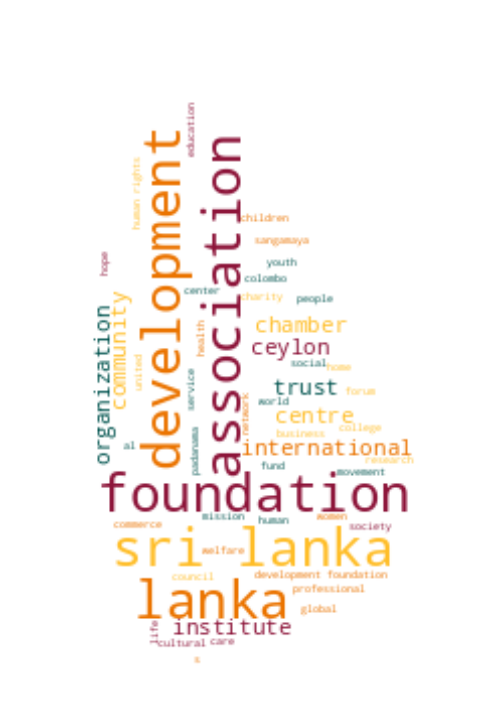 education
development
association
human rights
children
sangamaya
hope
youth
colombo
center
charity
people
community
organization
chamber
health
ceylon
social
home
united
service
trust
forum
world
network
centre
college
business
padanama
al
international
research
fund
movement
foundation
mission
human
women
commerce
society
sri lanka
welfare
council
development foundation
lanka
professional
global
life
institute
cultural
care
s